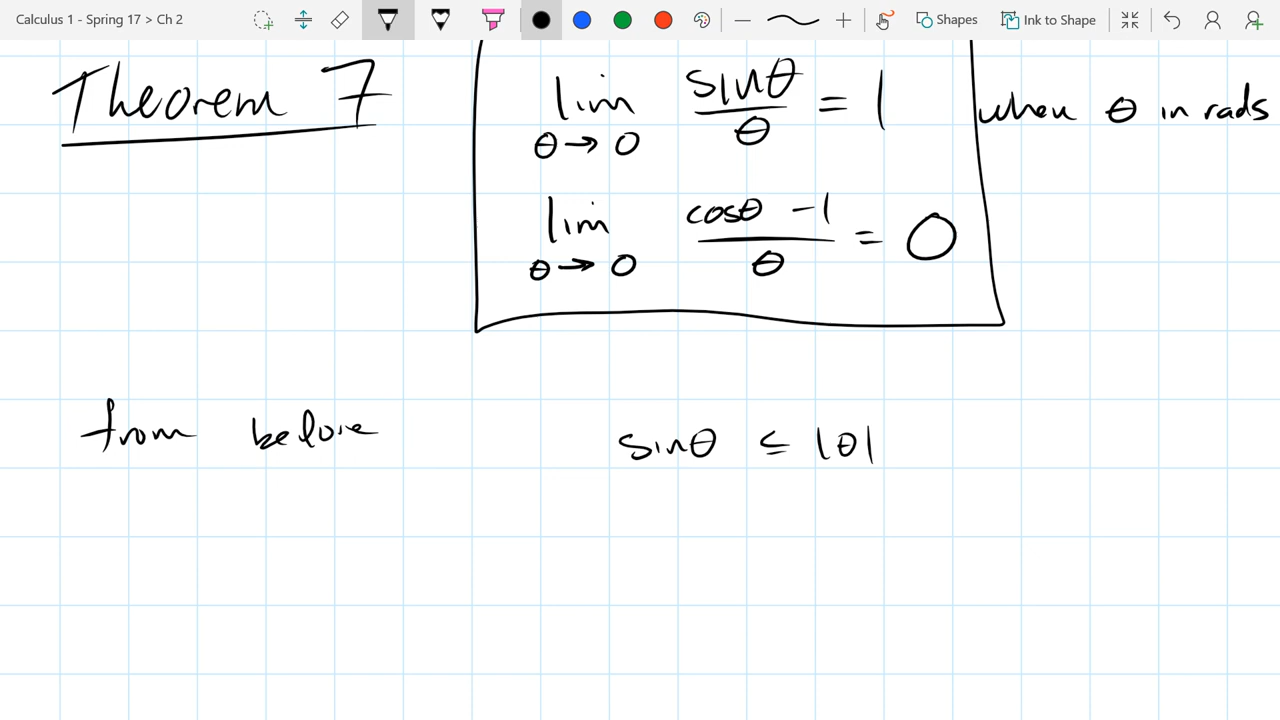 Calculus 1 - Spring 17 > Ch 2
Shapes
Ink to Shape
Theorem 7
lim θ→0 sinθ/θ = 1 when θ in rads
lim θ→0 cosθ -1/θ = 0
from before sinθ ≤ |θ|